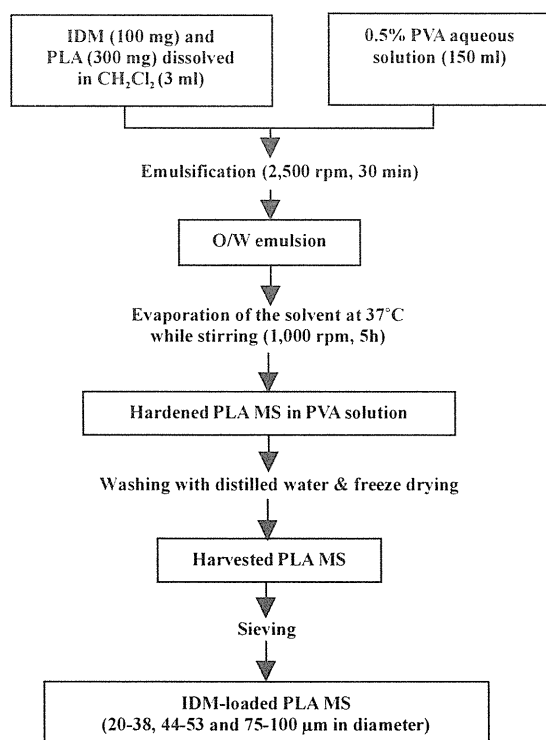 IDM (100 mg) and
PLA (300 mg) dissolved
in CH₂Cl₂ (3 ml)
0.5% PVA aqueous
solution (150 ml)
Emulsification (2,500 rpm, 30 min)
O/W emulsion
Evaporation of the solvent at 37°C
while stirring (1,000 rpm, 5h)
Hardened PLA MS in PVA solution
Washing with distilled water & freeze drying
Harvested PLA MS
Sieving
IDM-loaded PLA MS
(20-38, 44-53 and 75-100 μm in diameter)